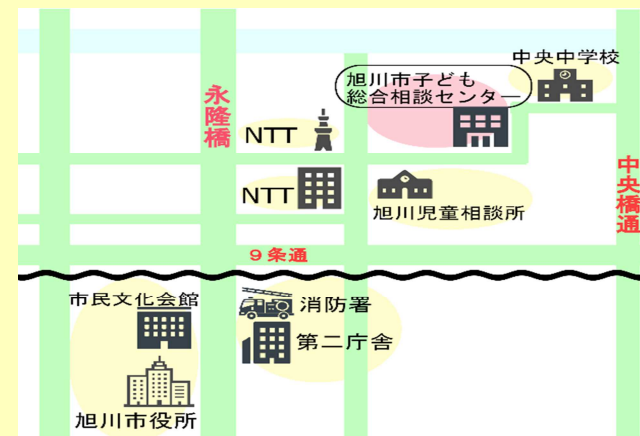 中央中学校
旭川市子ども
総合相談センター
永隆橋
NTT
NTT
旭川児童相談所
中央橋通
９条通
市民文化会館
消防署
第二庁舎
旭川市役所